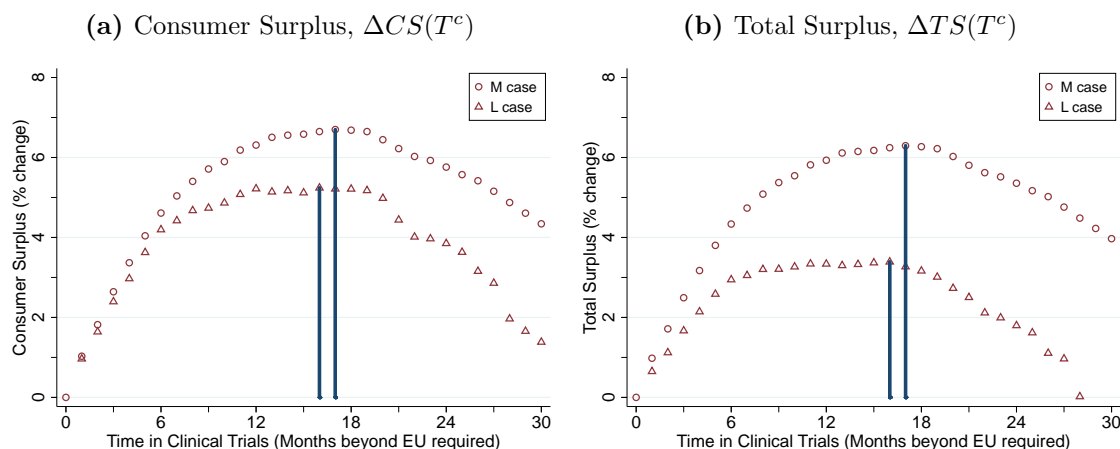 (a) Consumer Surplus, ΔCS(T^c)
8
6
4
2
0
Consumer Surplus (% change)
M case
L case
0 6 12 18 24 30
Time in Clinical Trials (Months beyond EU required)
(b) Total Surplus, ΔTS(T^c)
8
6
4
2
0
Total Surplus (% change)
M case
L case
0 6 12 18 24 30
Time in Clinical Trials (Months beyond EU required)